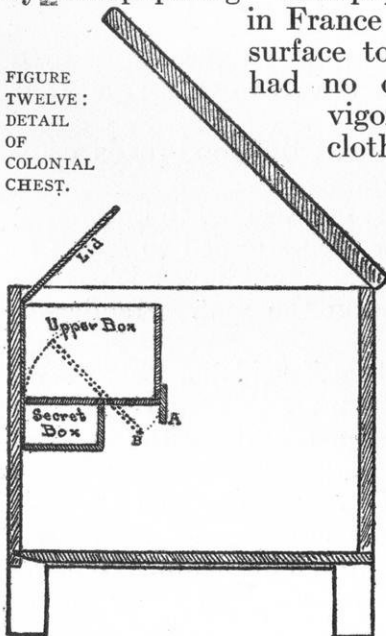 in France
surface to
had no
vigo
cloth
FIGURE
TWELVE:
DETAIL
OF
COLONIAL
CHEST.
Lid
Upper Box
Secret
Box
A
B